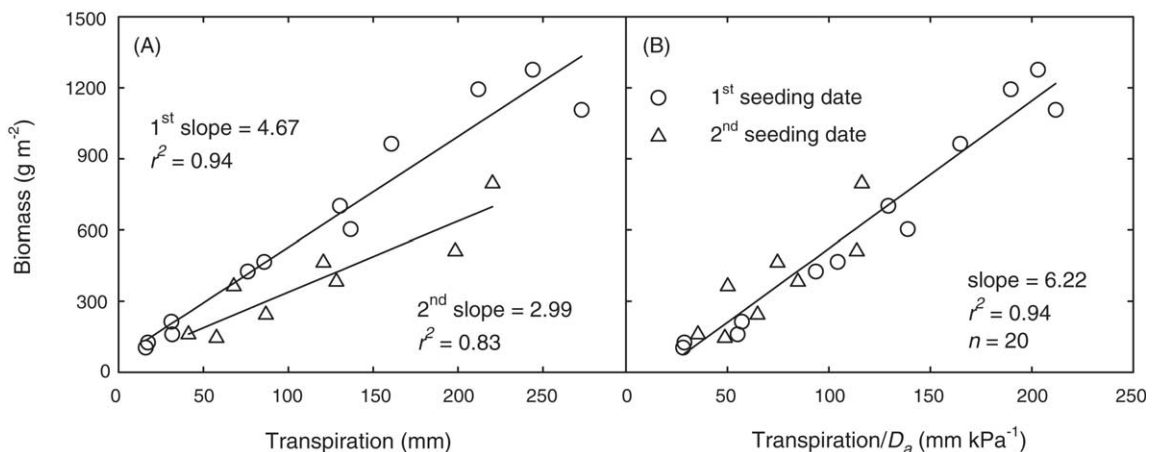 1500
1200
900
600
300
0
Biomass (g m⁻²)
(A)
1ˢᵗ slope = 4.67
r² = 0.94
2ⁿᵈ slope = 2.99
r² = 0.83
0 50 100 150 200 250
Transpiration (mm)
(B)
1ˢᵗ seeding date
2ⁿᵈ seeding date
slope = 6.22
r² = 0.94
n = 20
0 50 100 150 200 250
Transpiration/Dₐ (mm kPa⁻¹)